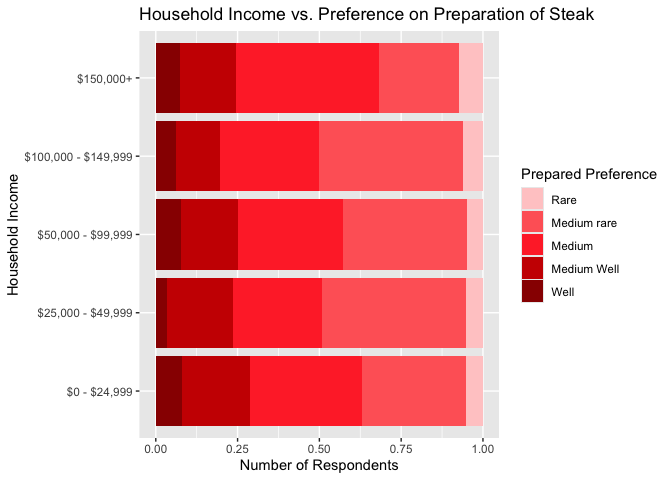 Household Income vs. Preference on Preparation of Steak
Household Income
$150,000+
$100,000 - $149,999
$50,000 - $99,999
$25,000 - $49,999
$0 - $24,999
0.00 0.25 0.50 0.75 1.00
Number of Respondents
Prepared Preference
Rare
Medium rare
Medium
Medium Well
Well